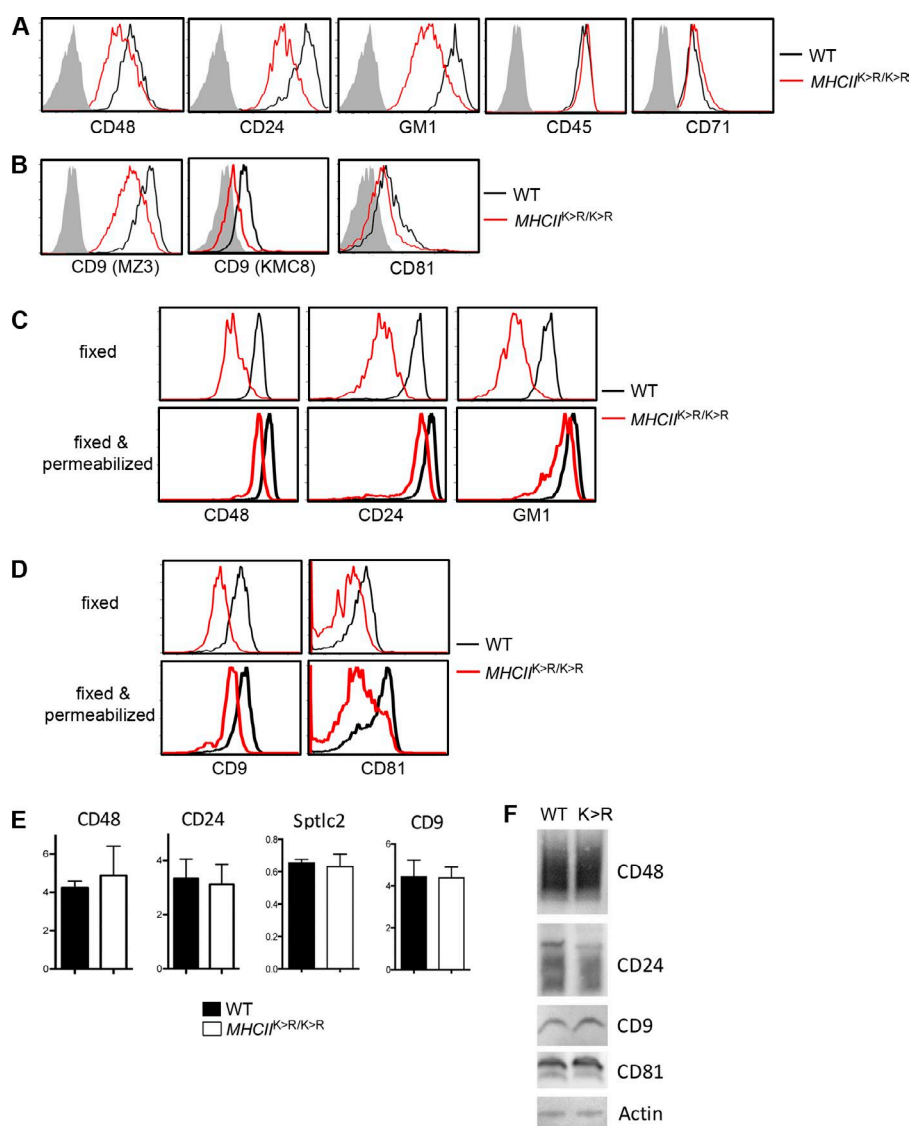 A
CD48
CD24
GM1
CD45
CD71
WT
MHCII^K>R/K>R
B
CD9 (MZ3)
CD9 (KMC8)
CD81
WT
MHCII^K>R/K>R
C
fixed
fixed &
permeabilized
CD48
CD24
GM1
WT
MHCII^K>R/K>R
D
fixed
fixed &
permeabilized
CD9
CD81
WT
MHCII^K>R/K>R
E
CD48
6
4
2
0
CD24
4
2
0
Sptlc2
0.8
0.6
0.4
0.2
0.0
CD9
6
4
2
0
WT
MHCII^K>R/K>R
F
WT K>R
CD48
CD24
CD9
CD81
Actin